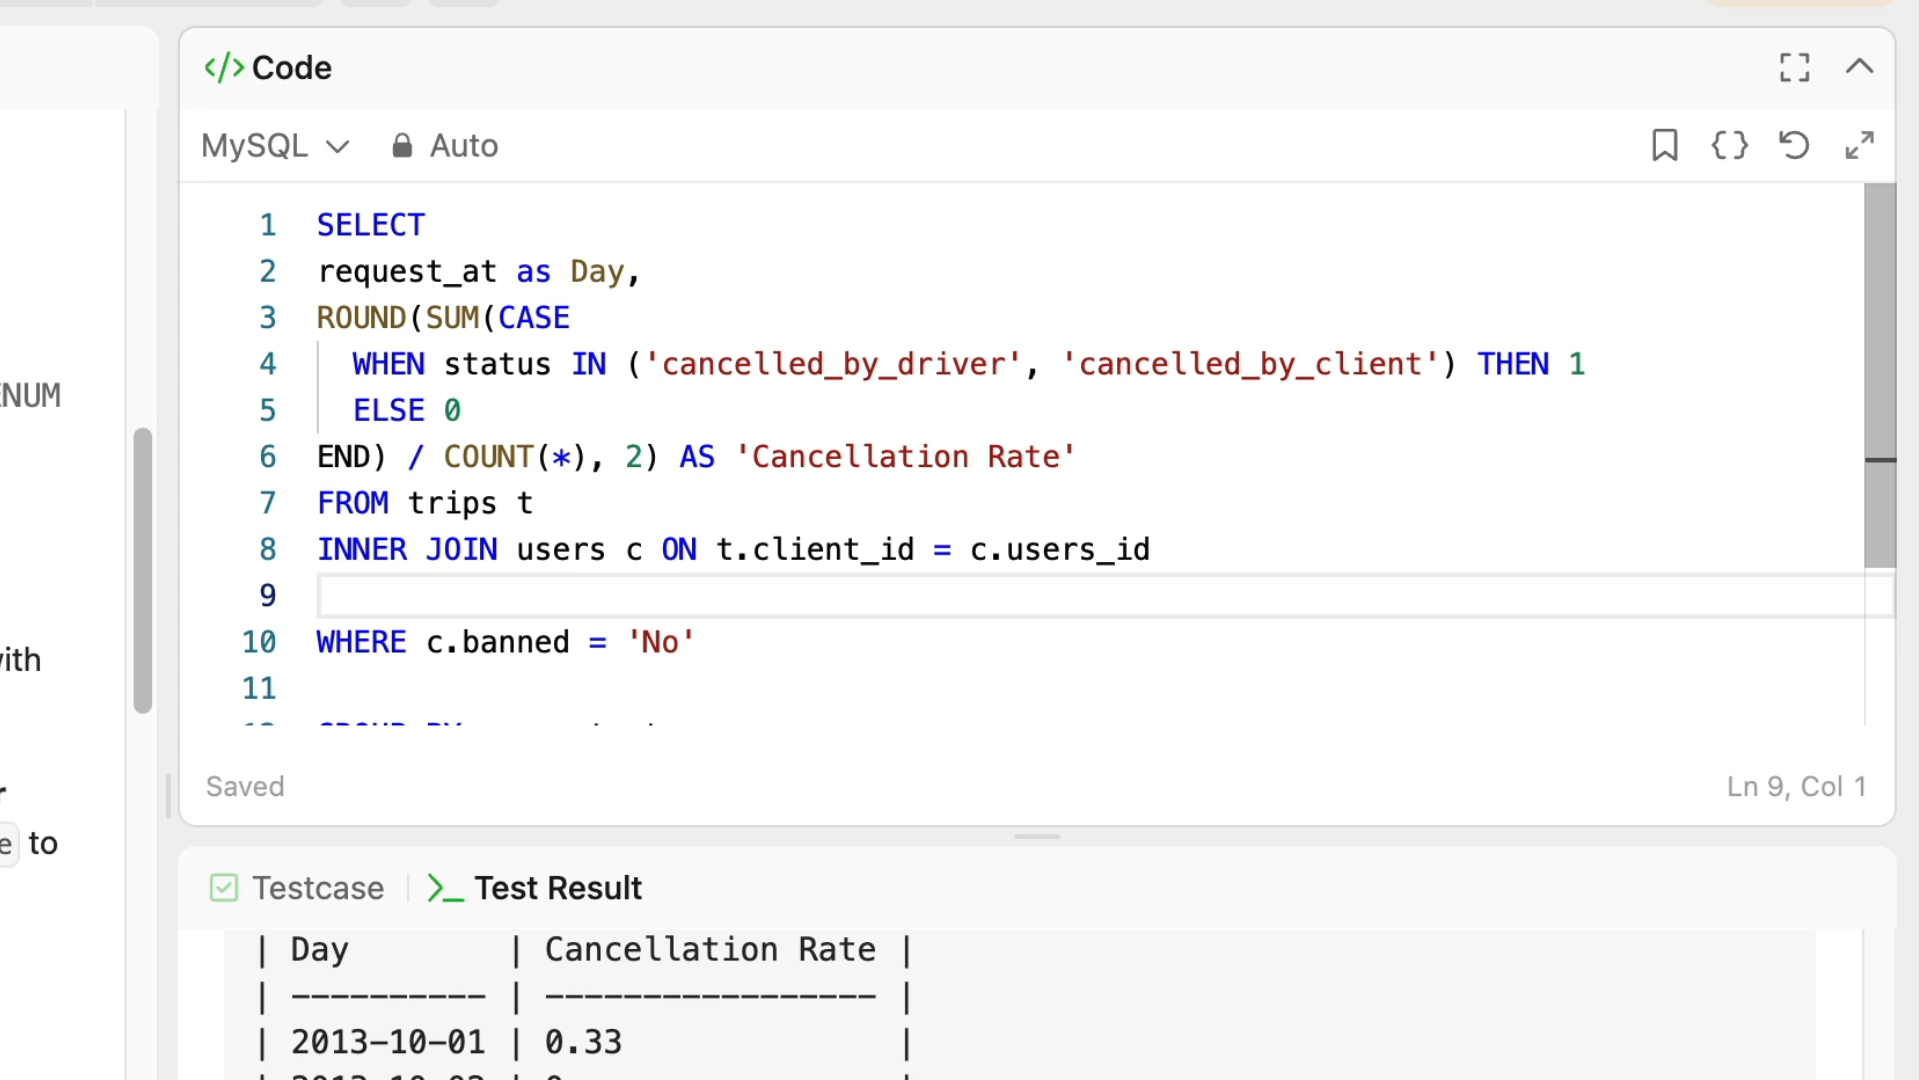 </> Code
MySQL Auto
1 SELECT
2 request_at as Day,
3 ROUND(SUM(CASE
4 WHEN status IN ('cancelled_by_driver', 'cancelled_by_client') THEN 1
5 ELSE 0
6 END) / COUNT(*), 2) AS 'Cancellation Rate'
7 FROM trips t
8 INNER JOIN users c ON t.client_id = c.users_id
9
10 WHERE c.banned = 'No'
11
Saved Ln 9, Col 1
to
Testcase | >_ Test Result
| Day | Cancellation Rate |
| ---------- | ----------------- |
| 2013-10-01 | 0.33 |